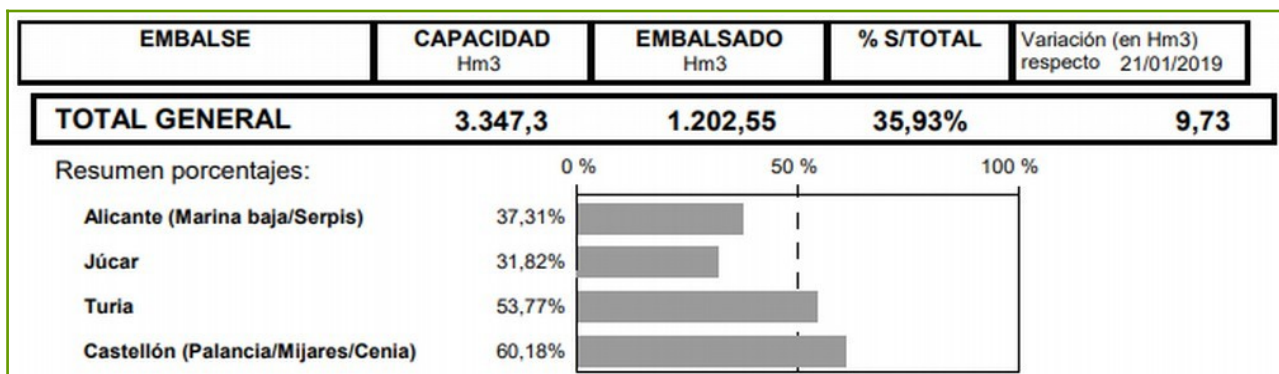 EMBALSE CAPACIDAD EMBALSADO % S/TOTAL Variación (en Hm3)
Hm3 Hm3 respecto 21/01/2019
TOTAL GENERAL 3.347,3 1.202,55 35,93% 9,73
Resumen porcentajes: 0 % 50 % 100 %
Alicante (Marina baja/Serpis) 37,31%
Júcar 31,82%
Turia 53,77%
Castellón (Palancia/Mijares/Cenia) 60,18%